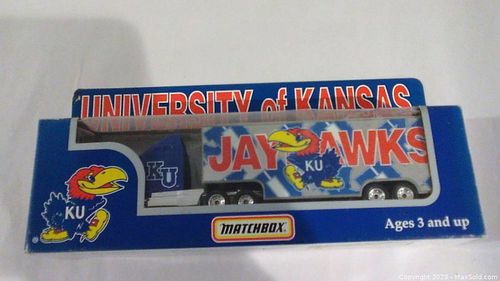 UNIVERSITY of KANSAS
JAYHAWKS
KU
KU
KU
MATCHBOX
®
Ages 3 and up
Copyright 2023 - MaxSold.com